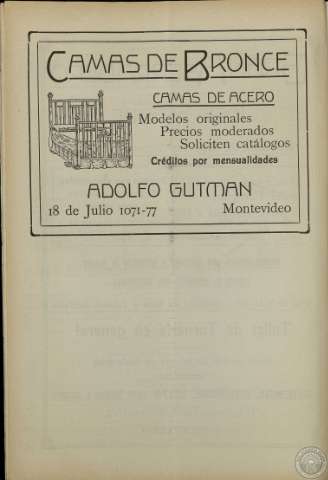 CAMAS DE BRONCE
CAMAS DE ACERO
Modelos originales
Precios moderados
Soliciten catálogos
Créditos por mensualidades
ADOLFO GUTMAN
18 de Julio 1071-77 Montevideo